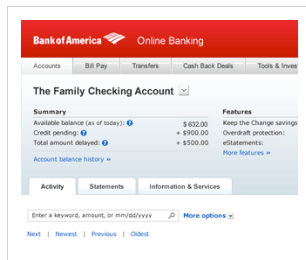 Bank of America Online Banking
Accounts Bill Pay Transfers Cash Back Deals Tools & Inves
The Family Checking Account
Summary Features
Available balance (as of today): $ 632.00 Keep the Change savings
Credit pending: + $900.00 Overdraft protection:
Total amount delayed: + $500.00 eStatements:
More features »
Account balance history »
Activity Statements Information & Services
Enter a keyword, amount, or mm/dd/yyyy More options
Next | Newest | Previous | Oldest